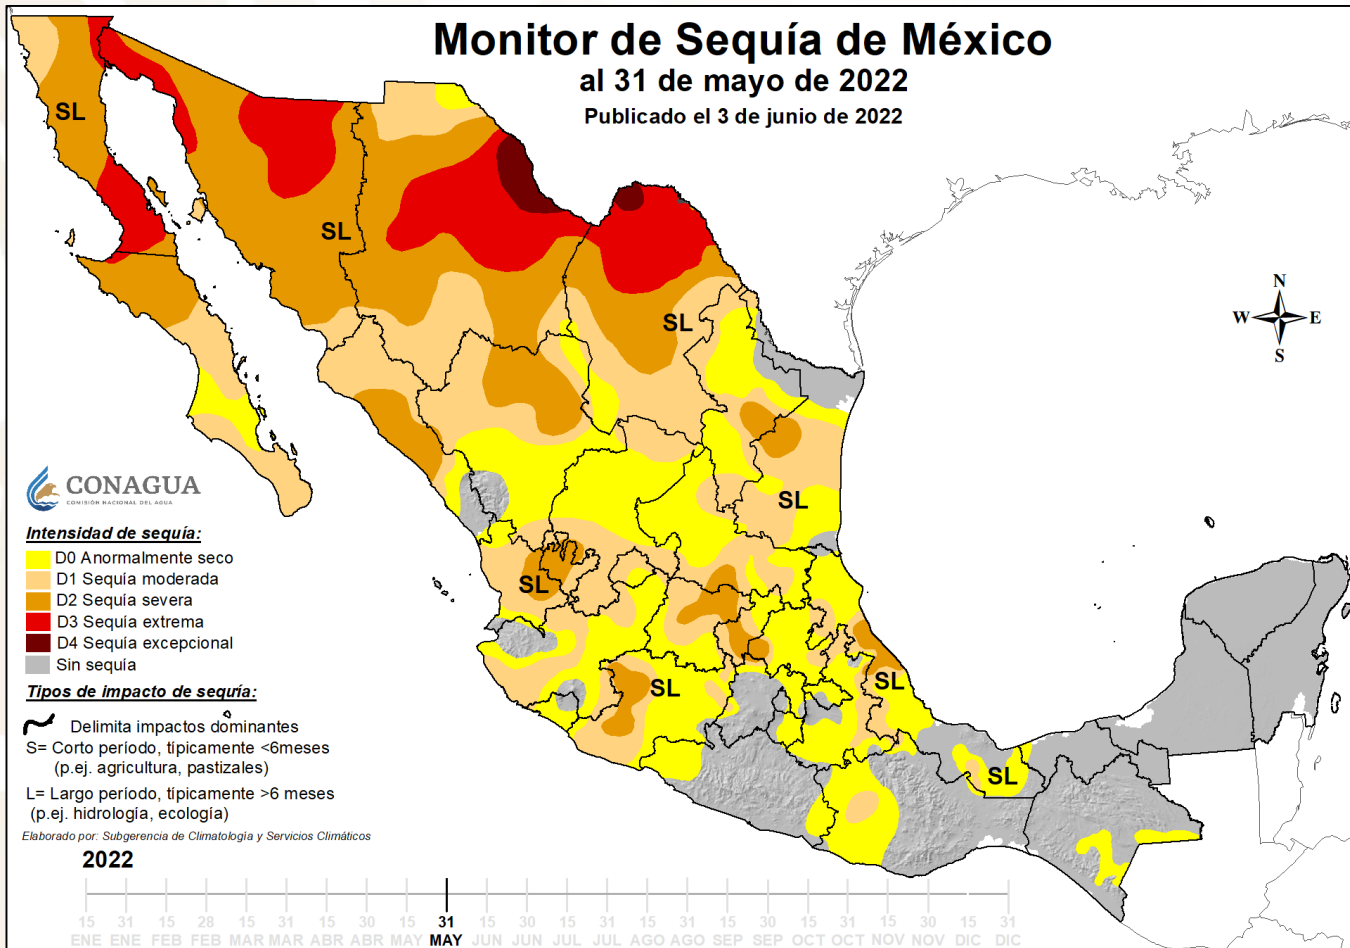 Monitor de Sequía de México
al 31 de mayo de 2022
Publicado el 3 de junio de 2022
SL
SL
SL
SL
SL
SL
SL
SL
N
W E
S
CONAGUA
COMISIÓN NACIONAL DEL AGUA
Intensidad de sequía:
D0 Anormalmente seco
D1 Sequía moderada
D2 Sequía severa
D3 Sequía extrema
D4 Sequía excepcional
Sin sequía
Tipos de impacto de sequía:
Delimita impactos dominantes
S= Corto período, típicamente <6meses
(p.ej. agricultura, pastizales)
L= Largo período, típicamente >6 meses
(p.ej. hidrología, ecología)
Elaborado por: Subgerencia de Climatología y Servicios Climáticos
2022
15 31 15 28 15 31 15 30 15 31 15 30 15 31 15 31 15 30 15 31 15 30 15 31
ENE ENE FEB FEB MAR MAR ABR ABR MAY MAY JUN JUN JUL JUL AGO AGO SEP SEP OCT OCT NOV NOV DIC DIC